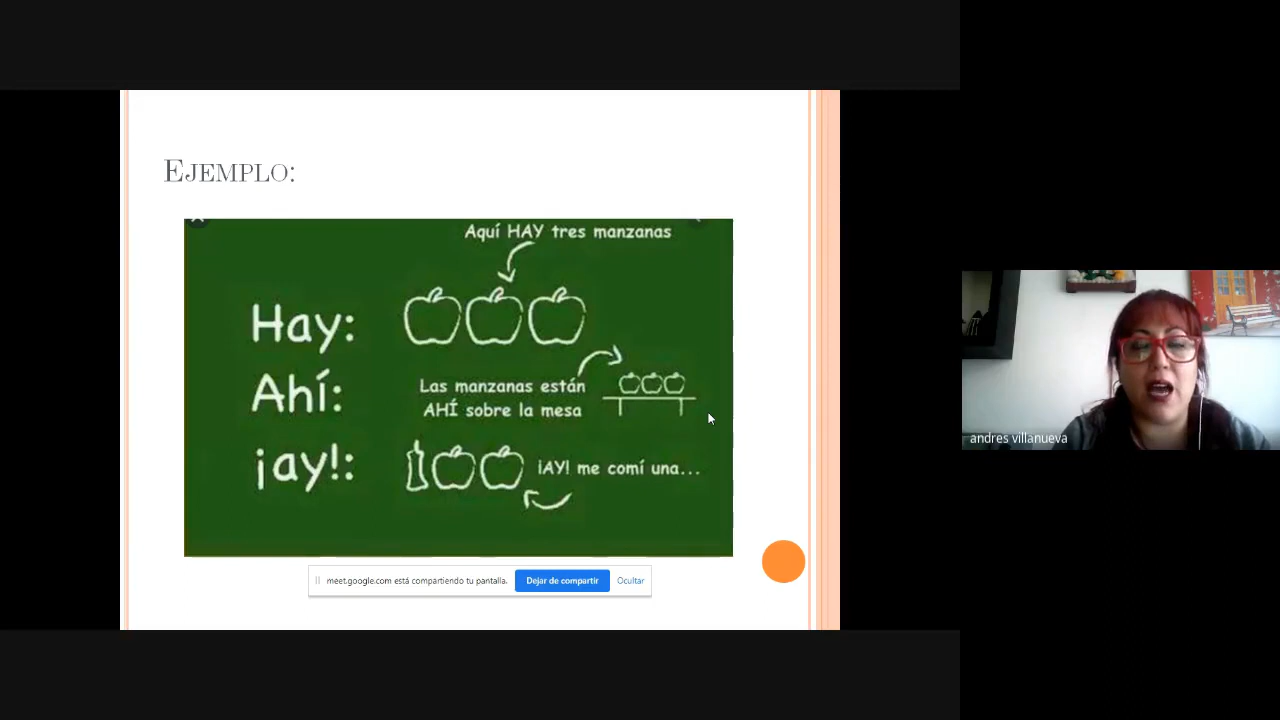 EJEMPLO:
Aquí HAY tres manzanas
Hay:
Ahí:
Las manzanas están
AHÍ sobre la mesa
¡ay!:
¡AY! me comí una...
meet.google.com está compartiendo tu pantalla.
Dejar de compartir
Ocultar
andres villanueva